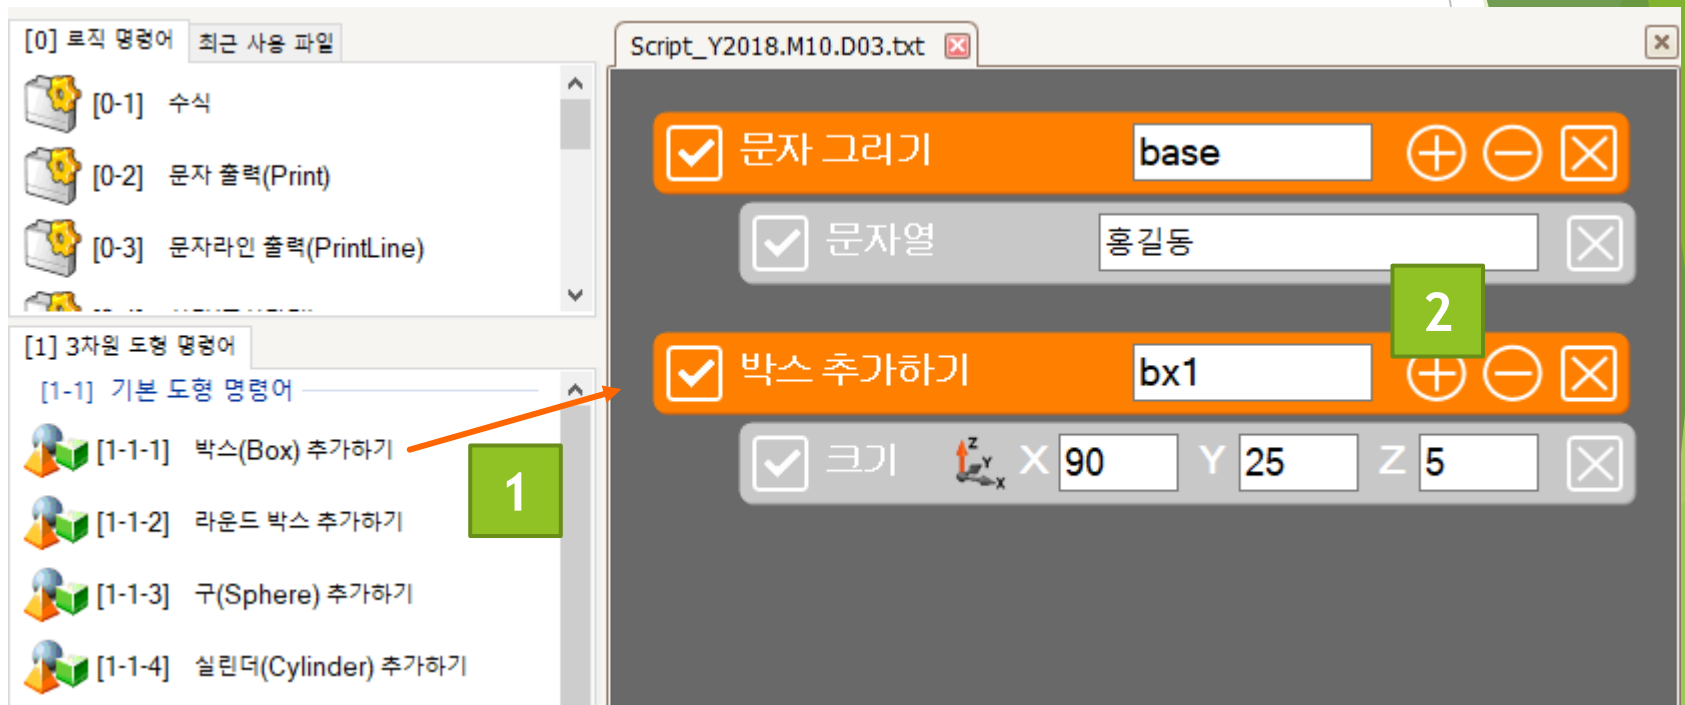 [0] 로직 명령어 최근 사용 파일
[0-1] 수식
[0-2] 문자 출력(Print)
[0-3] 문자라인 출력(PrintLine)
[1] 3차원 도형 명령어
[1-1] 기본 도형 명령어
[1-1-1] 박스(Box) 추가하기
[1-1-2] 라운드 박스 추가하기
[1-1-3] 구(Sphere) 추가하기
[1-1-4] 실린더(Cylinder) 추가하기
1
Script_Y2018.M10.D03.txt
문자 그리기 base
문자열 홍길동
2
박스 추가하기 bx1
크기 Z Y X X 90 Y 25 Z 5